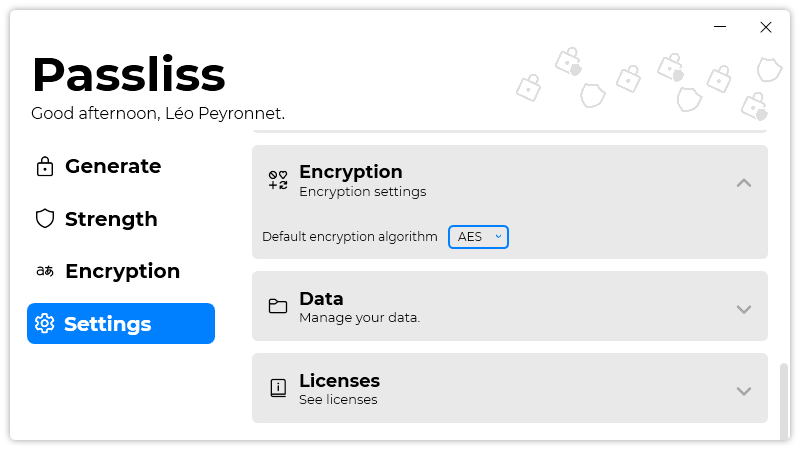 Passliss
Good afternoon, Léo Peyronnet.
Generate
Strength
Encryption
Settings
Encryption
Encryption settings
Default encryption algorithm AES
Data
Manage your data.
Licenses
See licenses